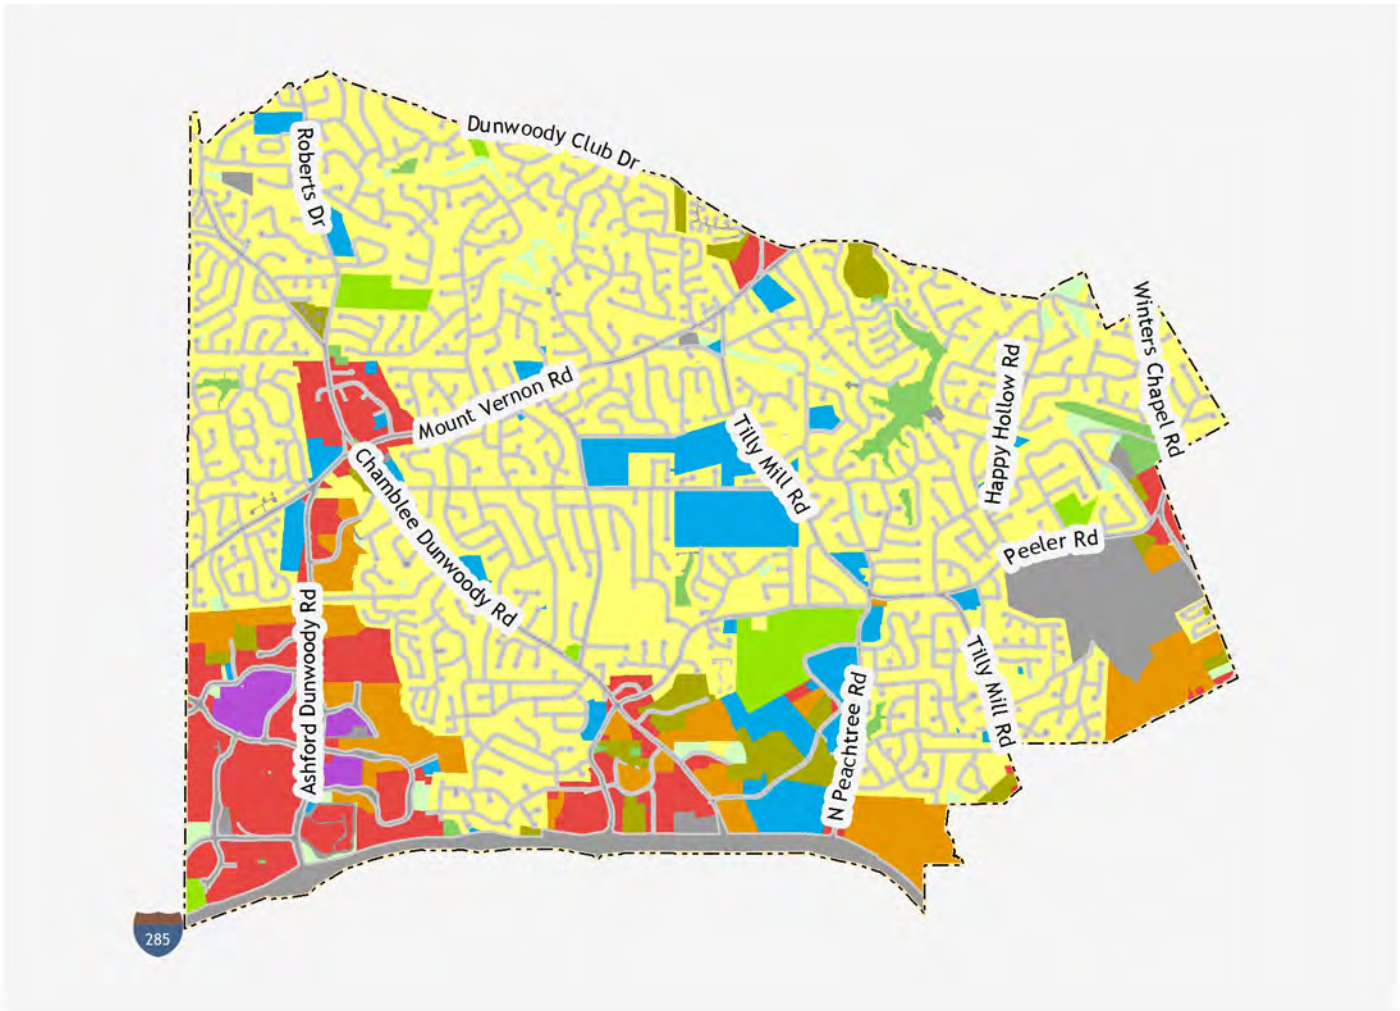 Dunwoody Club Dr
Roberts Dr
Winters Chapel Rd
Happy Hollow Rd
Mount Vernon Rd
Tilly Mill Rd
Chamblee Dunwoody Rd
Peeler Rd
Ashford Dunwoody Rd
Tilly Mill Rd
N Peachtree Rd
285